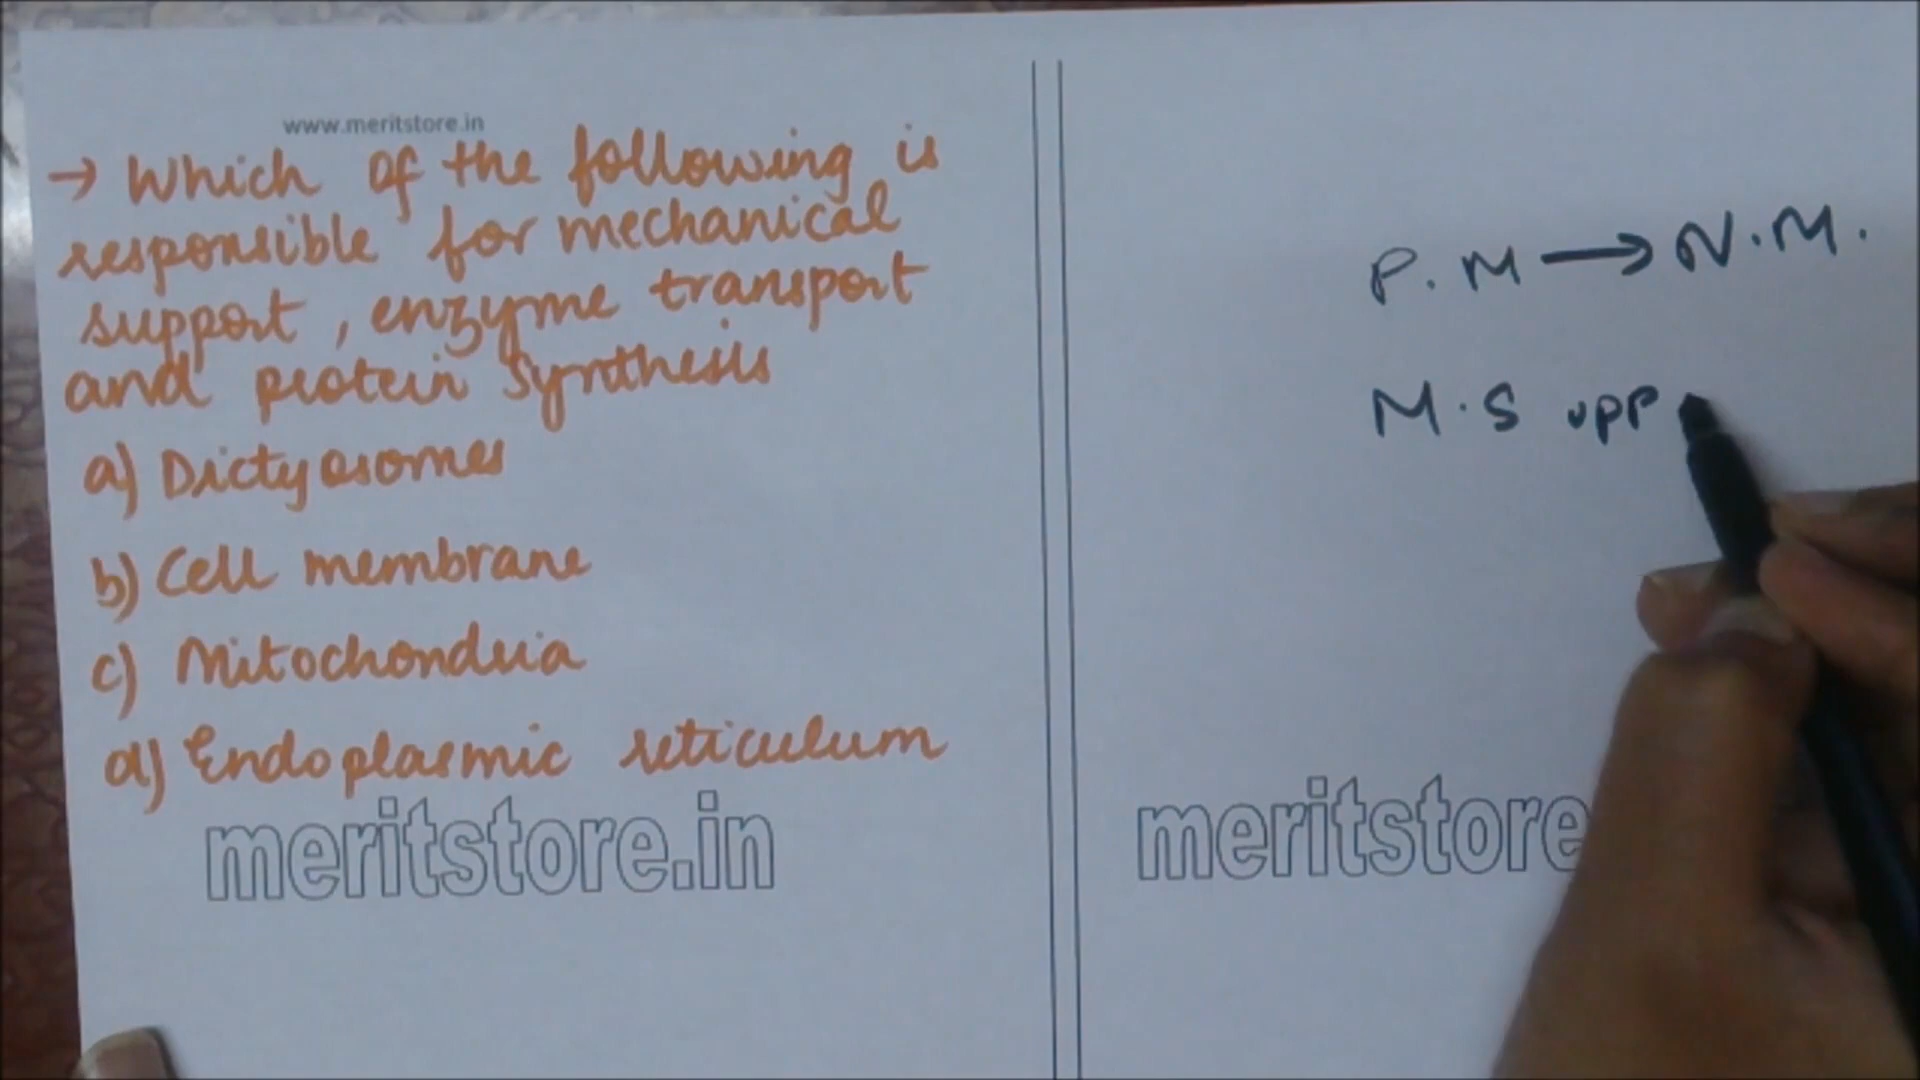 www.meritstore.in
→ Which of the following is
responsible for mechanical
support, enzyme transport
and protein synthesis
a) Dictyosomes
b) Cell membrane
c) Mitochondria
d) Endoplasmic reticulum
meritstore.in
P.M → N.M.
M.S upp
meritstore